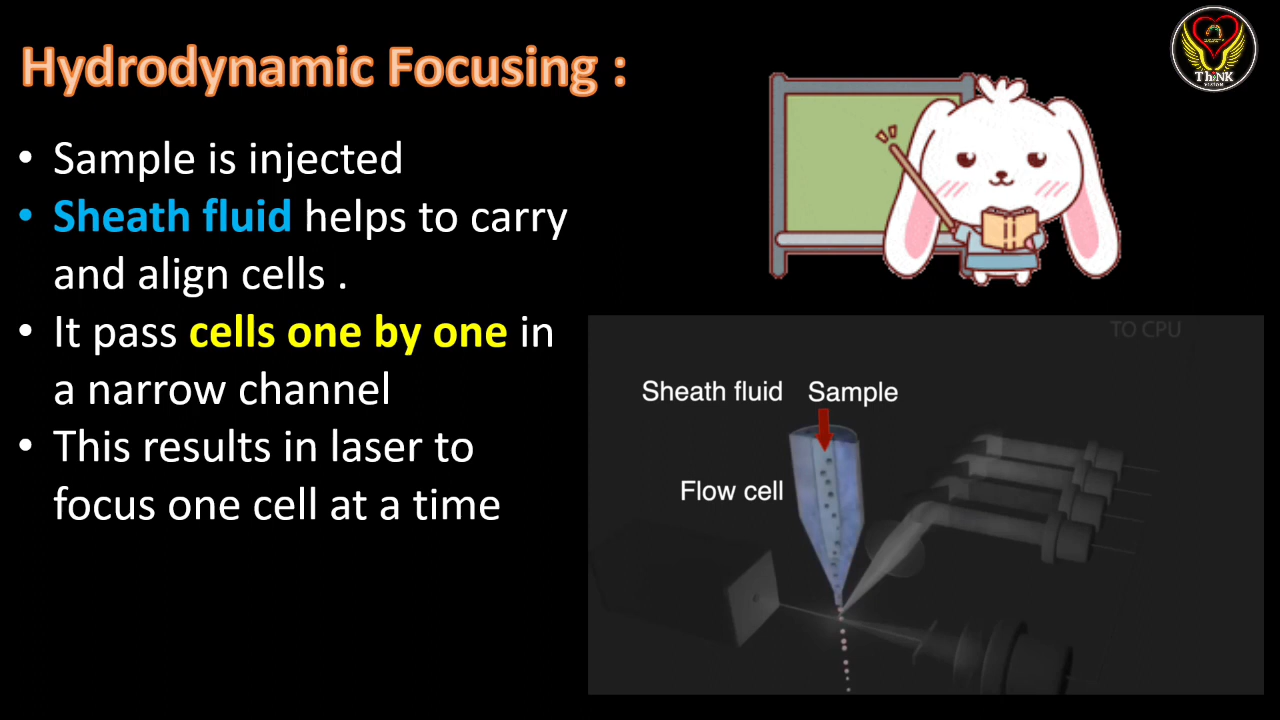 Hydrodynamic Focusing :
• Sample is injected
• Sheath fluid helps to carry
and align cells .
• It pass cells one by one in
a narrow channel
• This results in laser to
focus one cell at a time
ThiNK
VISION
TO CPU
Sheath fluid Sample
Flow cell